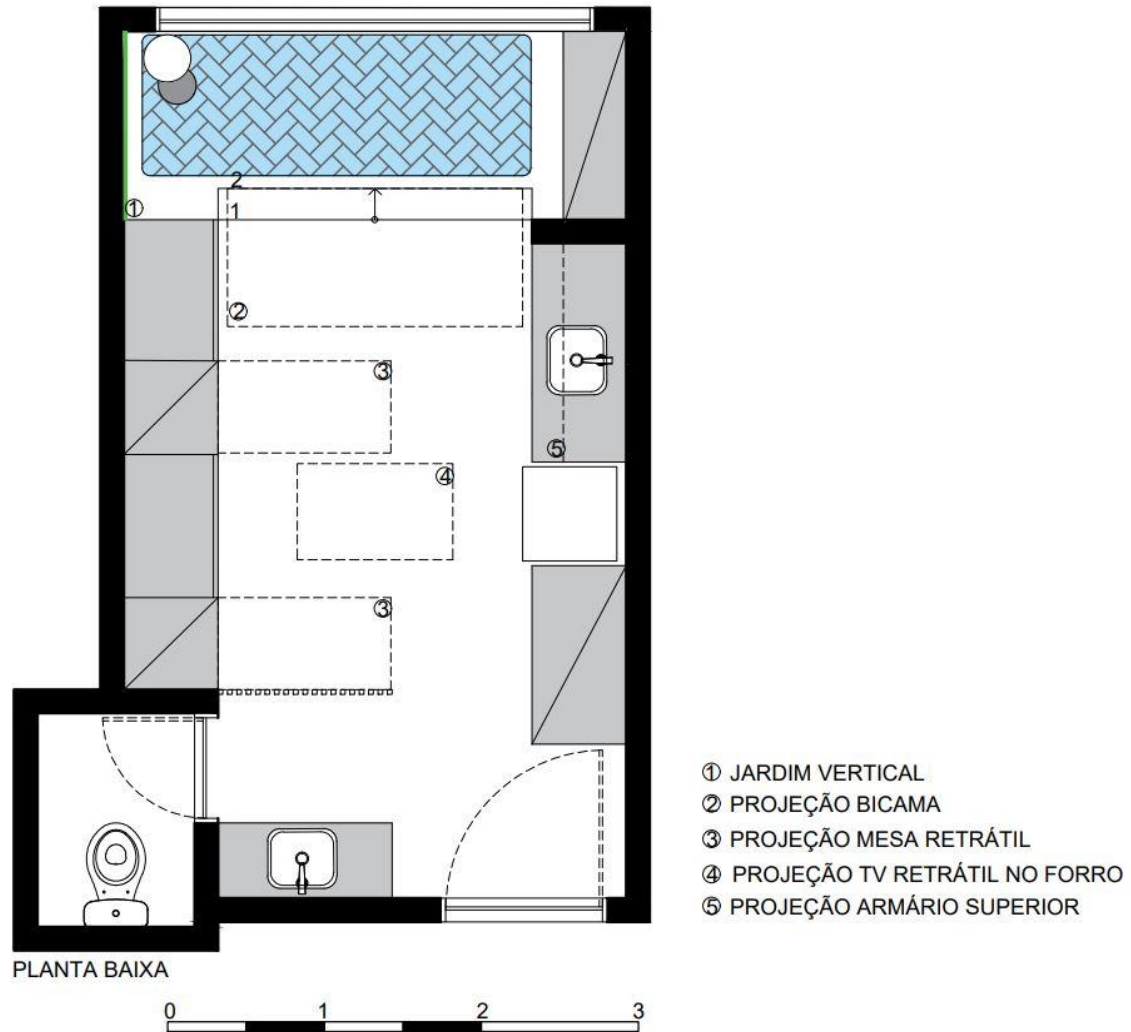 2
①
1
②
③
④
⑤
③
① JARDIM VERTICAL
② PROJEÇÃO BICAMA
③ PROJEÇÃO MESA RETRÁTIL
④ PROJEÇÃO TV RETRÁTIL NO FORRO
⑤ PROJEÇÃO ARMÁRIO SUPERIOR
PLANTA BAIXA
0 1 2 3